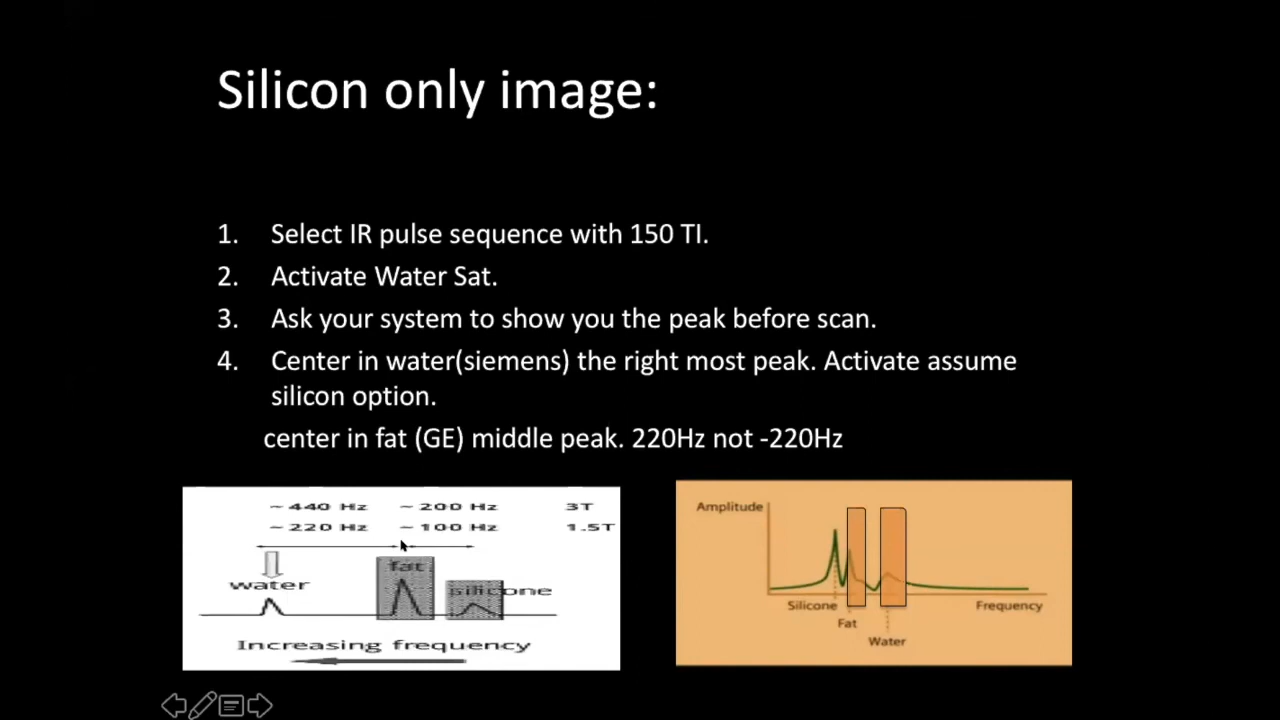 Silicon only image:
1. Select IR pulse sequence with 150 TI.
2. Activate Water Sat.
3. Ask your system to show you the peak before scan.
4. Center in water(siemens) the right most peak. Activate assume
silicon option.
center in fat (GE) middle peak. 220Hz not -220Hz
~ 440 Hz ~ 200 Hz 3T
~ 220 Hz ~ 100 Hz 1.5T
fat
water
silicone
Increasing frequency
Amplitude
Silicone
Frequency
Fat
Water